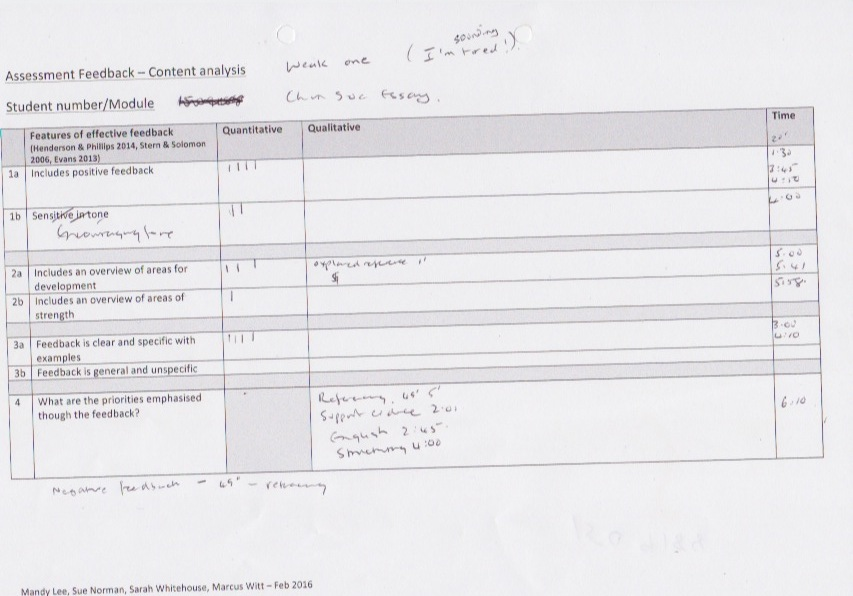 sounding
Weak one (I'm tired!)
Assessment Feedback – Content analysis
Student number/Module Essay.
Features of effective feedback
(Henderson & Phillips 2014, Stern & Solomon
2006, Evans 2013)
Quantitative
Qualitative
Time
20"
1:30
1a Includes positive feedback
3:45
4:10
1b Sensitive in tone
4:00
Encouraging tone
2a Includes an overview of areas for
development
explained reference
5.00
5.41
2b Includes an overview of areas of
strength
5:58
3a Feedback is clear and specific with
examples
3:00
4:10
3b Feedback is general and unspecific
4 What are the priorities emphasised
though the feedback?
Referencing, 45"
Support 2:01
English 2:45
Structuring 4:00
6.10
Negative feedback – 45" – referencing
Mandy Lee, Sue Norman, Sarah Whitehouse, Marcus Witt – Feb 2016